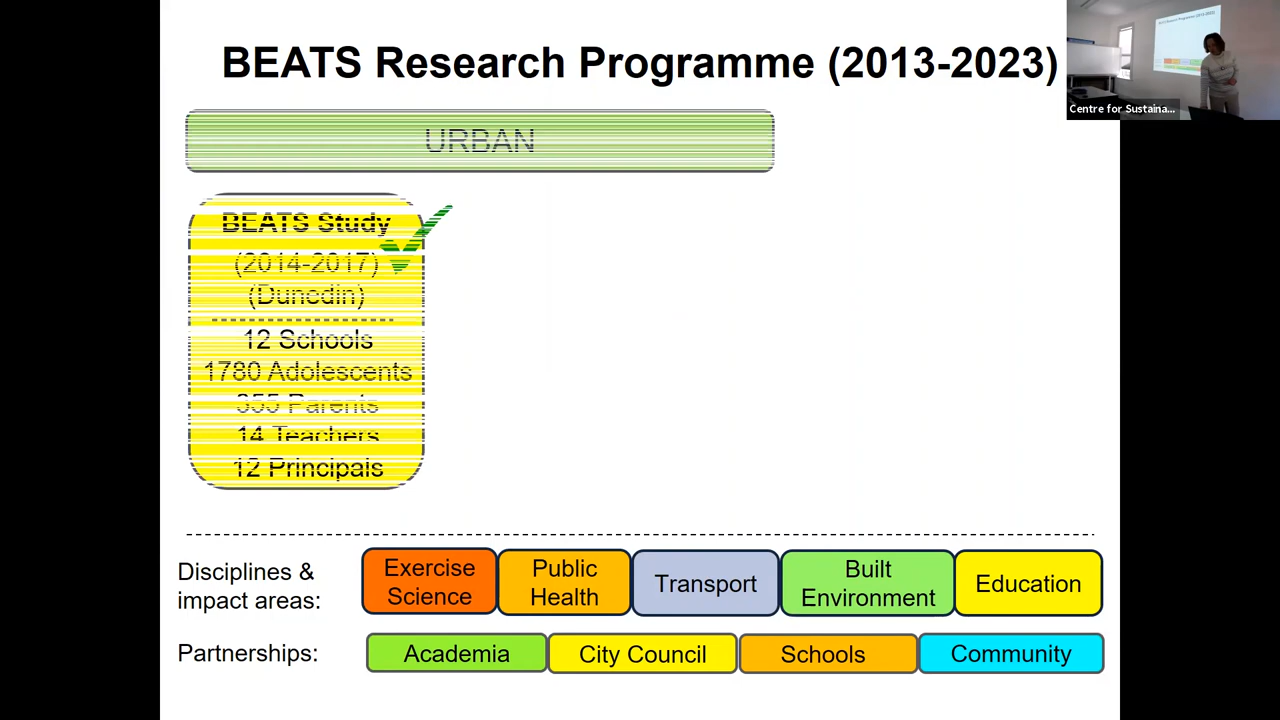 BEATS Research Programme (2013-2023)
Centre for Sustaina...
URBAN
BEATS Study
(2014-2017)
(Dunedin)
12 Schools
1780 Adolescents
355 Parents
14 Teachers
12 Principals
Disciplines &
impact areas:
Exercise
Science
Public
Health
Transport
Built
Environment
Education
Partnerships:
Academia
City Council
Schools
Community